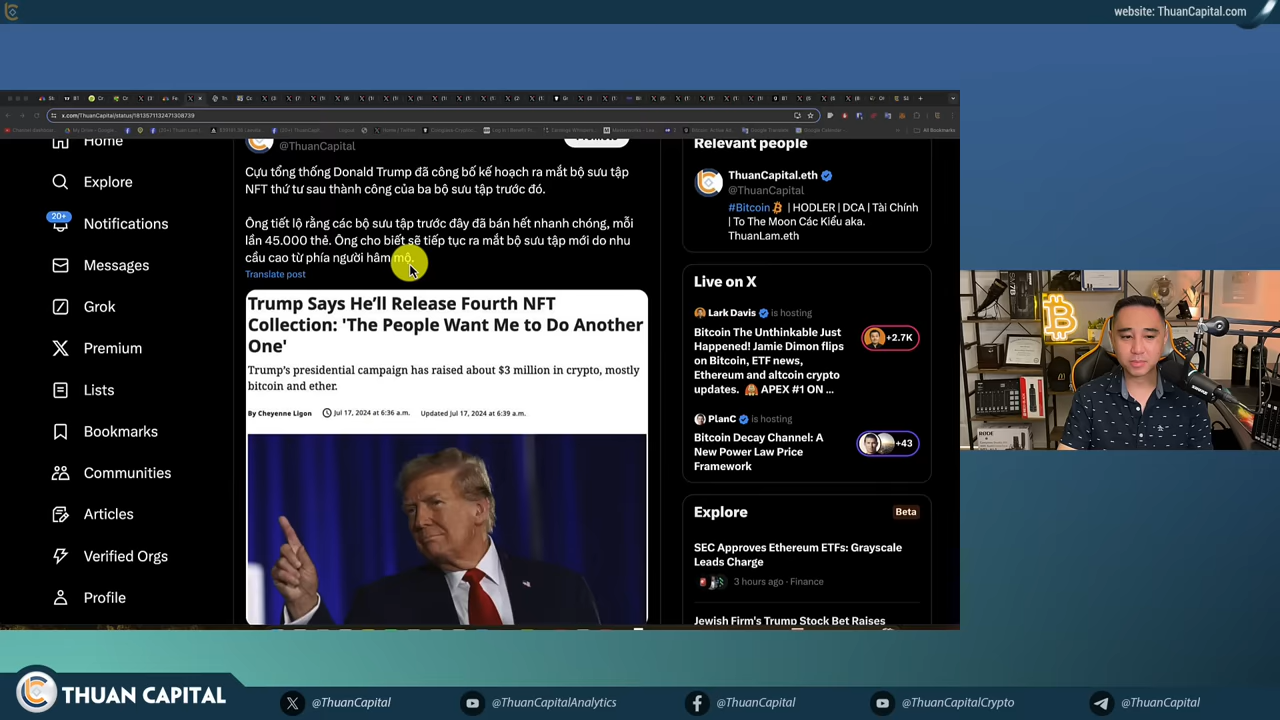 website: ThuanCapital.com
x.com/ThuanCapital/status/1813571132471308739
All Bookmarks
Home
Explore
20+
Notifications
Messages
Grok
Premium
Lists
Bookmarks
Communities
Articles
Verified Orgs
Profile
@ThuanCapital
Cựu tổng thống Donald Trump đã công bố kế hoạch ra mắt bộ sưu tập
NFT thứ tư sau thành công của ba bộ sưu tập trước đó.
Ông tiết lộ rằng các bộ sưu tập trước đây đã bán hết nhanh chóng, mỗi
lần 45.000 thẻ. Ông cho biết sẽ tiếp tục ra mắt bộ sưu tập mới do nhu
cầu cao từ phía người hâm mộ.
Translate post
Trump Says He'll Release Fourth NFT
Collection: 'The People Want Me to Do Another
One'
Trump's presidential campaign has raised about $3 million in crypto, mostly
bitcoin and ether.
By Cheyenne Ligon Jul 17, 2024 at 6:36 a.m. Updated Jul 17, 2024 at 6:39 a.m.
Relevant people
ThuanCapital.eth
@ThuanCapital
#Bitcoin | HODLER | DCA | Tài Chính
| To The Moon Các Kiểu aka.
ThuanLam.eth
Live on X
Lark Davis is hosting
Bitcoin The Unthinkable Just
Happened! Jamie Dimon flips
on Bitcoin, ETF news,
Ethereum and altcoin crypto
updates. APEX #1 ON ...
+2.7K
PlanC is hosting
Bitcoin Decay Channel: A
New Power Law Price
Framework
+43
Explore
Beta
SEC Approves Ethereum ETFs: Grayscale
Leads Charge
3 hours ago · Finance
Jewish Firm's Trump Stock Bet Raises
RØDE
THUAN CAPITAL
@ThuanCapital
@ThuanCapitalAnalytics
@ThuanCapital
@ThuanCapitalCrypto
@ThuanCapital